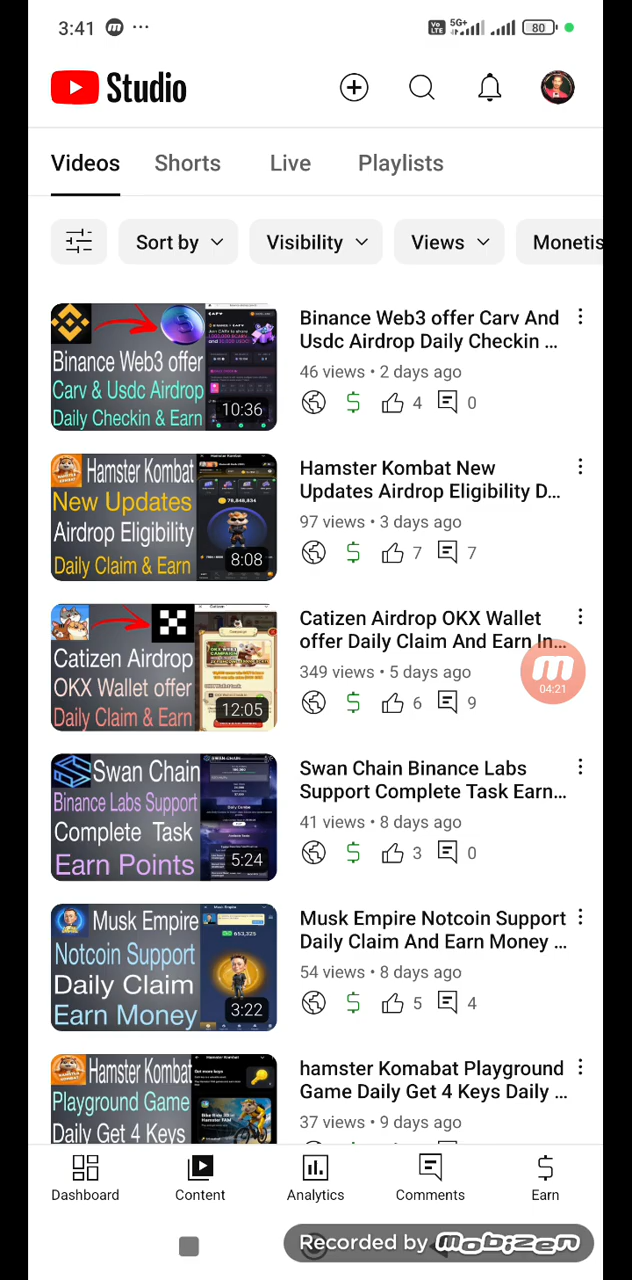 3:41
VoLTE 5G+ 80
Studio
Videos Shorts Live Playlists
Sort by Visibility Views Monetis
Binance Web3 offer
Carv & Usdc Airdrop
Daily Checkin & Earn
10:36
Binance Web3 offer Carv And
Usdc Airdrop Daily Checkin ...
46 views • 2 days ago
4 0
Hamster Kombat
New Updates
Airdrop Eligibility
Daily Claim & Earn
8:08
Hamster Kombat New
Updates Airdrop Eligibility D...
97 views • 3 days ago
7 7
Catizen Airdrop
OKX Wallet offer
Daily Claim & Earn
12:05
Catizen Airdrop OKX Wallet
offer Daily Claim And Earn In...
349 views • 5 days ago
6 9
04:21
Swan Chain
Binance Labs Support
Complete Task
Earn Points
5:24
Swan Chain Binance Labs
Support Complete Task Earn...
41 views • 8 days ago
3 0
Musk Empire
Notcoin Support
Daily Claim
Earn Money
3:22
Musk Empire Notcoin Support
Daily Claim And Earn Money ...
54 views • 8 days ago
5 4
Hamster Kombat
Playground Game
Daily Get 4 Keys
hamster Komabat Playground
Game Daily Get 4 Keys Daily ...
37 views • 9 days ago
Dashboard Content Analytics Comments Earn
Recorded by mobizen